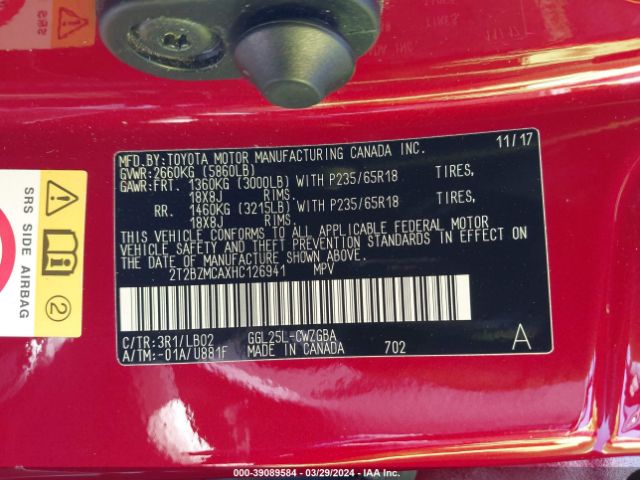 SRS
11/17
MFD.BY:TOYOTA MOTOR MANUFACTURING CANADA INC. 11/17
GVWR:2660KG (5860LB)
GAWR:FRT. 1360KG (3000LB) WITH P235/65R18 TIRES,
18X8J RIMS.
RR. 1460KG (3215LB) WITH P235/65R18 TIRES,
18X8J RIMS.
THIS VEHICLE CONFORMS TO ALL APPLICABLE FEDERAL MOTOR
VEHICLE SAFETY AND THEFT PREVENTION STANDARDS IN EFFECT ON
THE DATE OF MANUFACTURE SHOWN ABOVE.
2T2BZMCAXHC126941 MPV
C/TR:3R1/LB02 GGL25L-CWZGBA
A/TM:-01A/U881F MADE IN CANADA 702 A
SRS SIDE AIRBAG
2
000-39089584 - 03/29/2024 - IAA Inc.